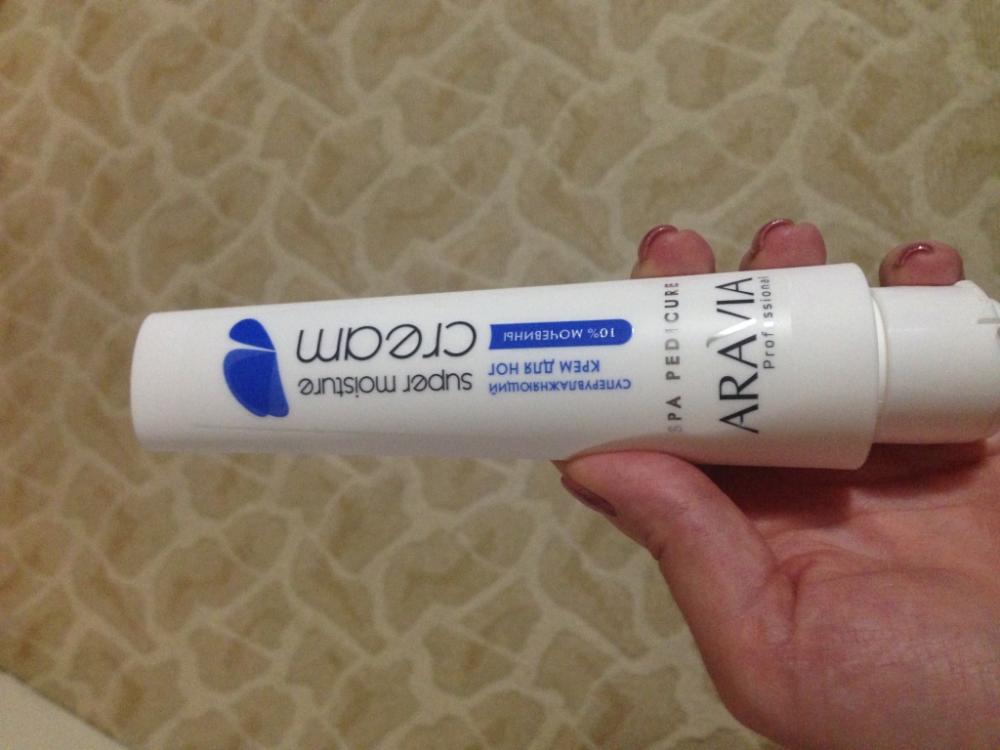 ARAVIA
Professional
SPA PEDICURE
СУПЕРУВЛАЖНЯЮЩИЙ
КРЕМ ДЛЯ НОГ
10% МОЧЕВИНЫ
super moisture
cream